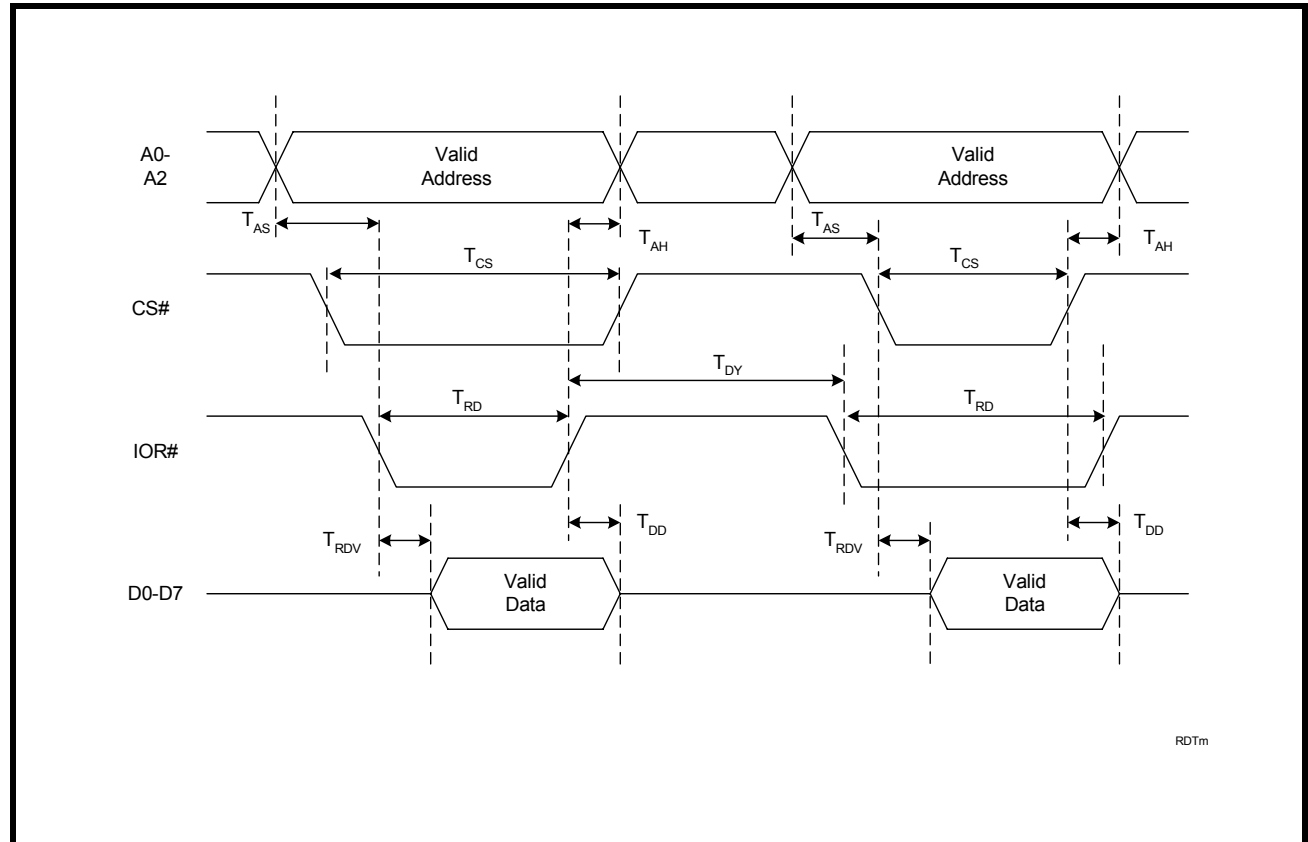 A0-
A2
Valid
Address
Valid
Address
TAS
TAH
TAS
TAH
TCS
TCS
CS#
TDY
TRD
TRD
IOR#
TRDV
TDD
TRDV
TDD
D0-D7
Valid
Data
Valid
Data
RDTm